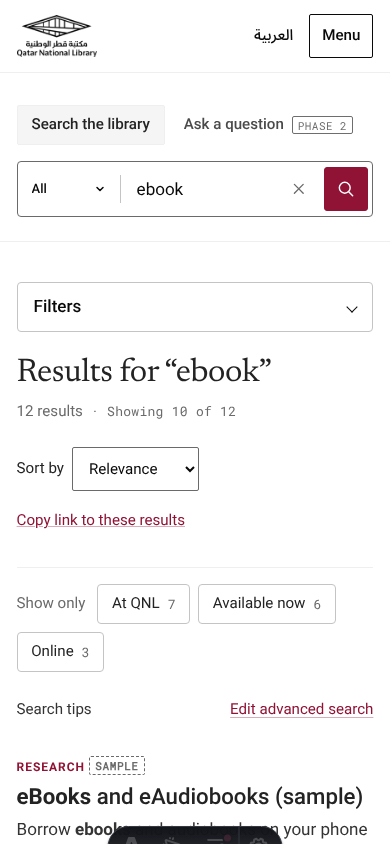 مكتبة قطر الوطنية
Qatar National Library
العربية
Menu
Search the library
Ask a question PHASE 2
All
ebook
Filters
Results for “ebook”
12 results · Showing 10 of 12
Sort by Relevance
Copy link to these results
Show only At QNL 7 Available now 6
Online 3
Search tips Edit advanced search
RESEARCH SAMPLE
eBooks and eAudiobooks (sample)
Borrow on your phone